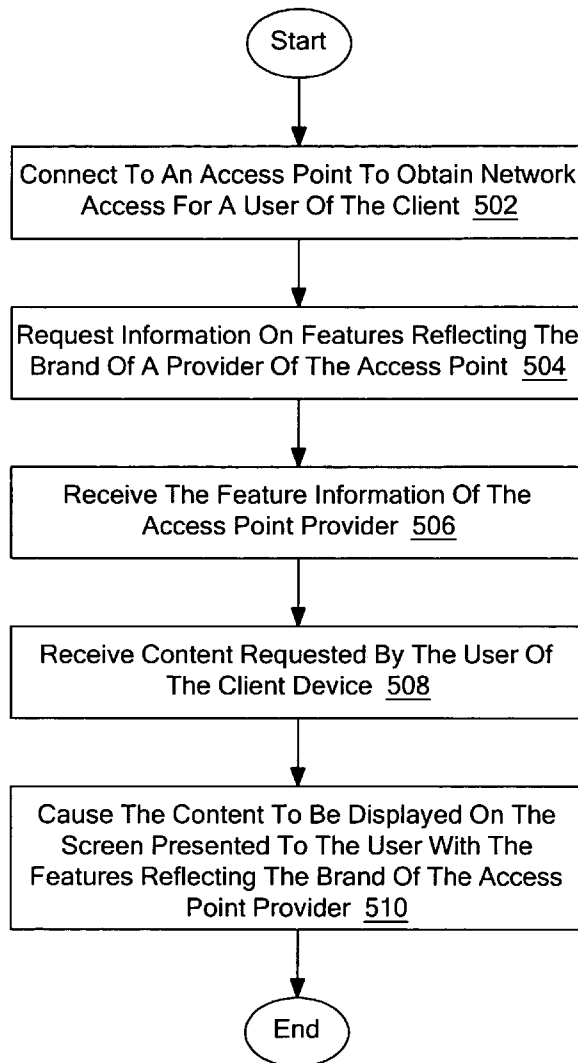 Start
Connect To An Access Point To Obtain Network
Access For A User Of The Client 502
Request Information On Features Reflecting The
Brand Of A Provider Of The Access Point 504
Receive The Feature Information Of The
Access Point Provider 506
Receive Content Requested By The User Of
The Client Device 508
Cause The Content To Be Displayed On The
Screen Presented To The User With The
Features Reflecting The Brand Of The Access
Point Provider 510
End